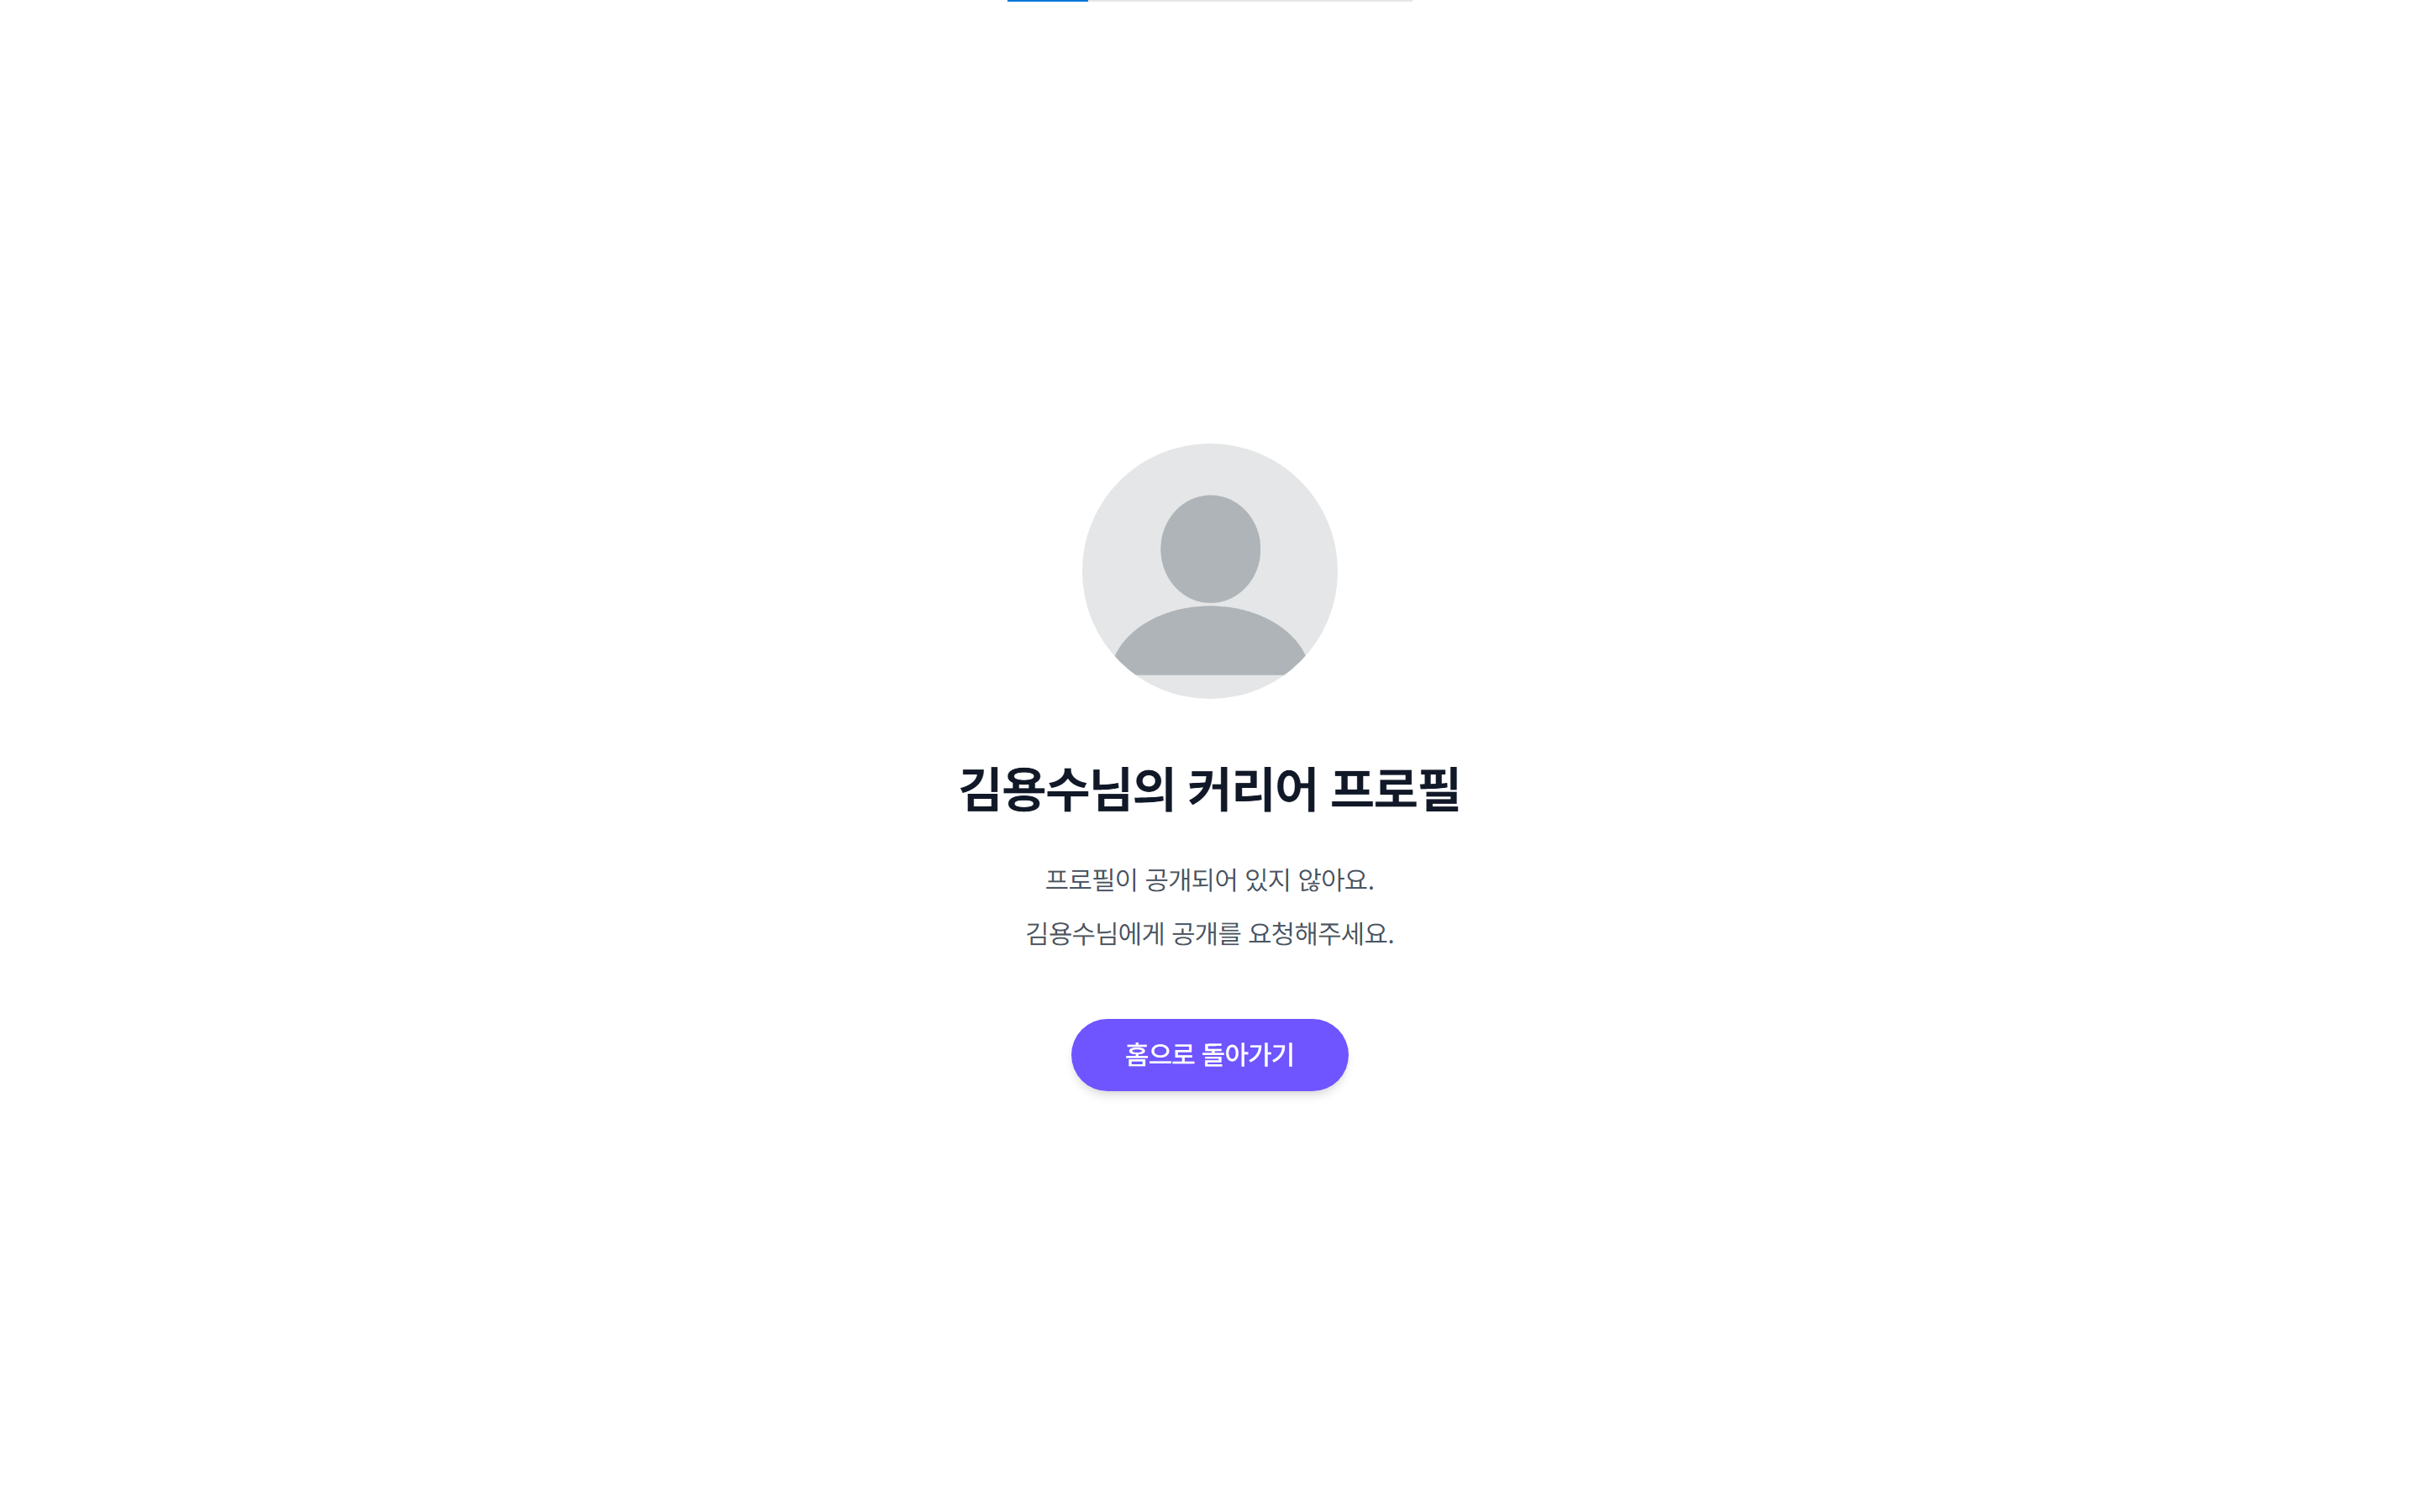 김용수님의 커리어 프로필
프로필이 공개되어 있지 않아요.
김용수님에게 공개를 요청해주세요.
홈으로 돌아가기